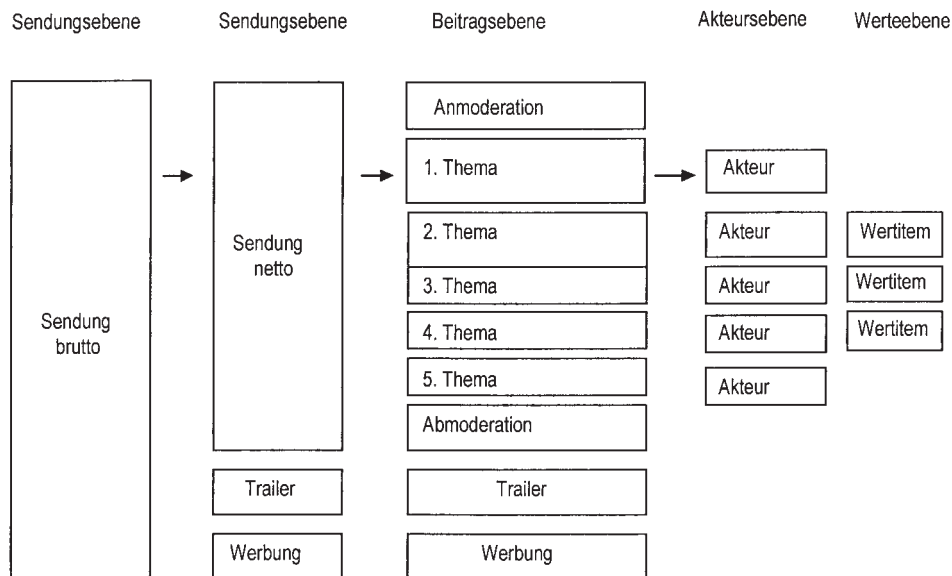 Sendungsebene
Sendungsebene
Beitragsebene
Akteursebene
Werteebene
Sendung
brutto
Sendung
netto
Trailer
Werbung
Anmoderation
1. Thema
2. Thema
3. Thema
4. Thema
5. Thema
Abmoderation
Trailer
Werbung
Akteur
Akteur
Akteur
Akteur
Akteur
Wertitem
Wertitem
Wertitem